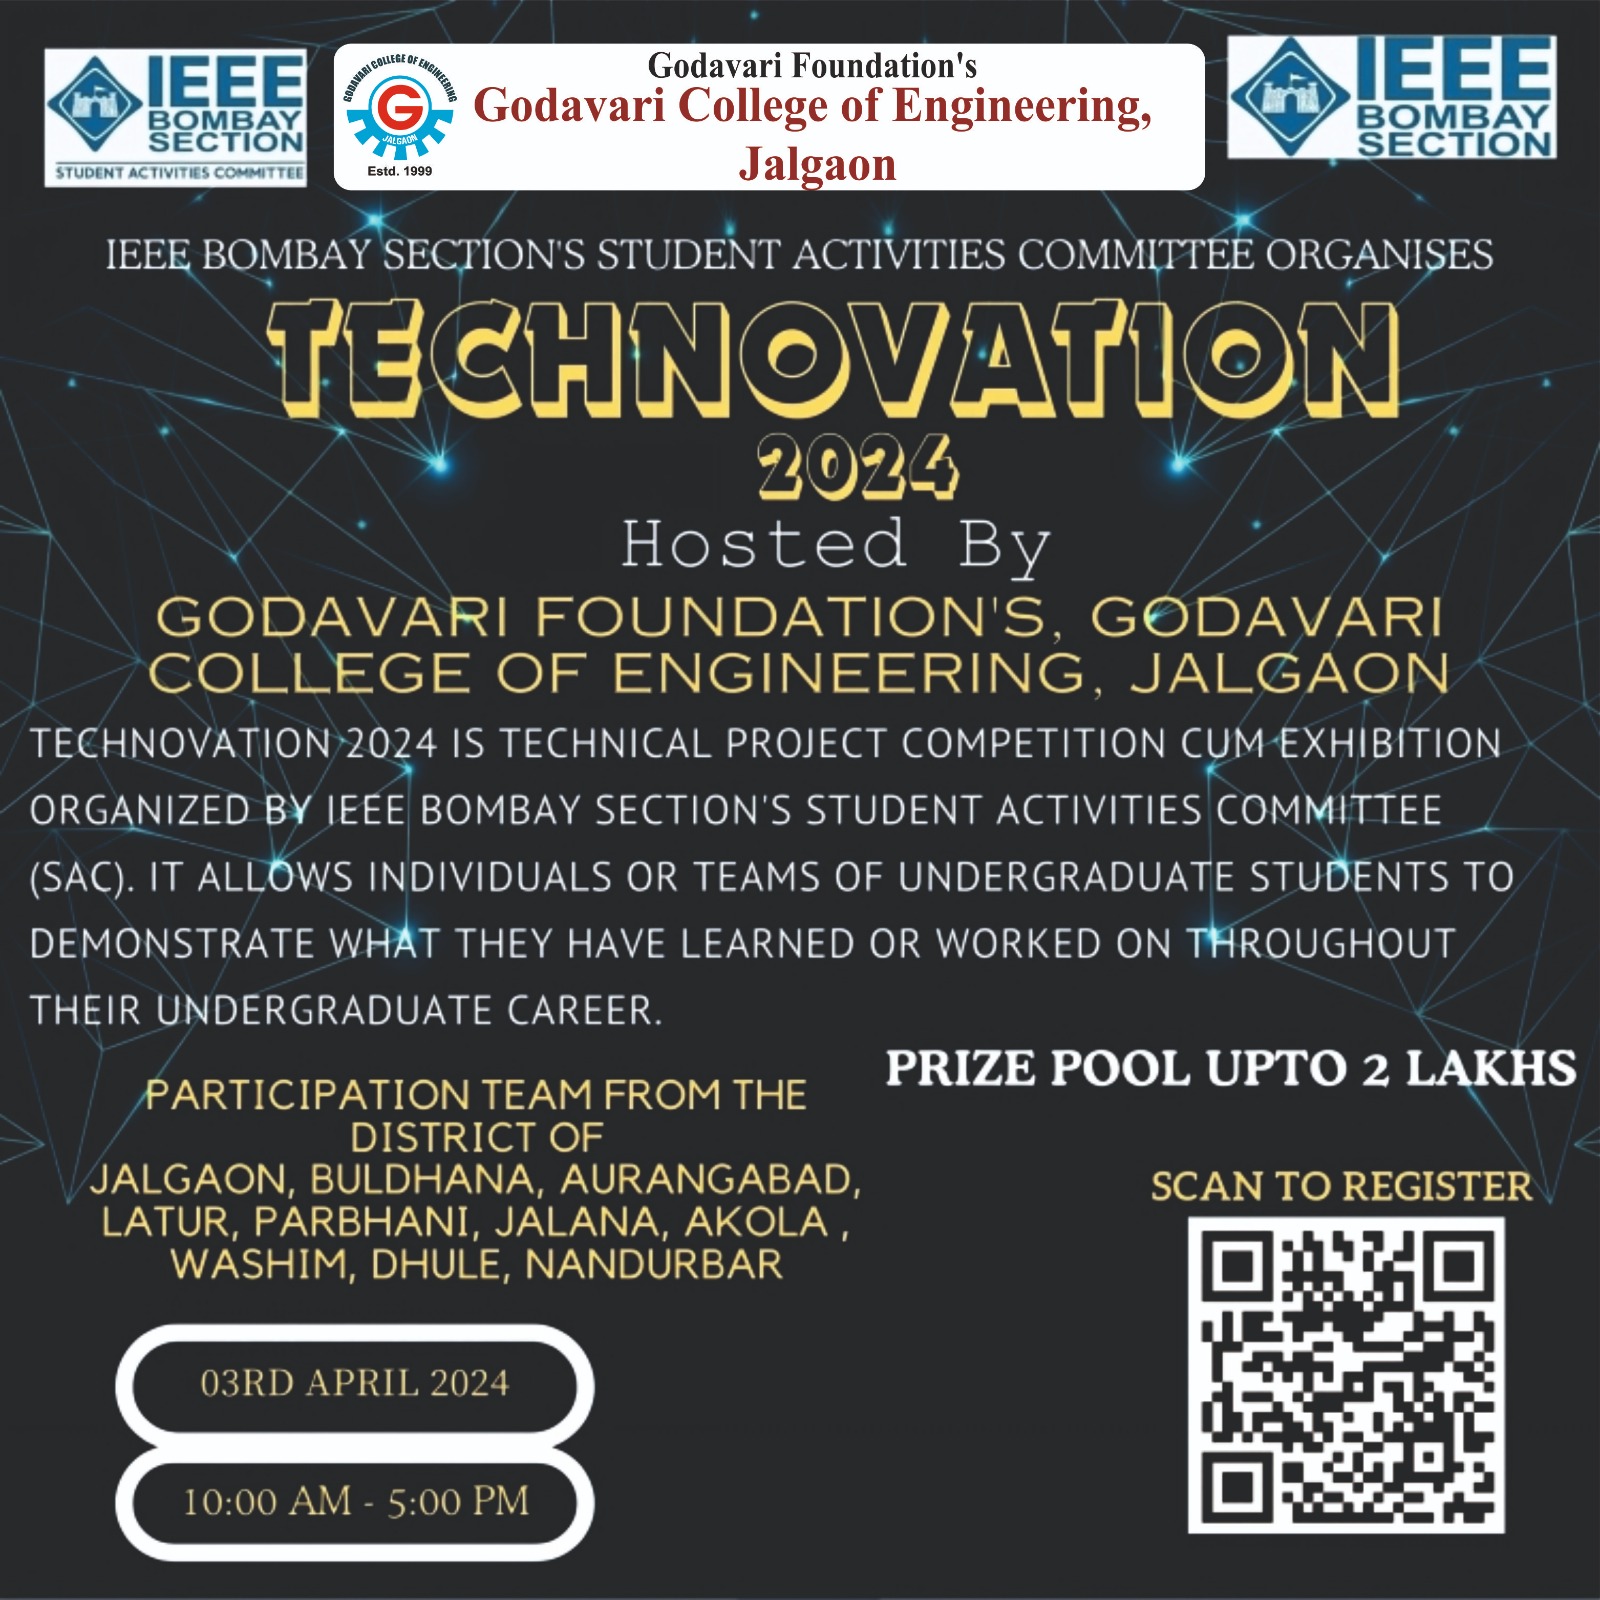 IEEE
BOMBAY
SECTION
STUDENT ACTIVITIES COMMITTEE
GODAVARI COLLEGE OF ENGINEERING
G
JALGAON
Estd. 1999
Godavari Foundation's
Godavari College of Engineering,
Jalgaon
IEEE
BOMBAY
SECTION
IEEE BOMBAY SECTION'S STUDENT ACTIVITIES COMMITTEE ORGANISES
TECHNOVATION
2024
Hosted By
GODAVARI FOUNDATION'S, GODAVARI
COLLEGE OF ENGINEERING, JALGAON
TECHNOVATION 2024 IS TECHNICAL PROJECT COMPETITION CUM EXHIBITION
ORGANIZED BY IEEE BOMBAY SECTION'S STUDENT ACTIVITIES COMMITTEE
(SAC). IT ALLOWS INDIVIDUALS OR TEAMS OF UNDERGRADUATE STUDENTS TO
DEMONSTRATE WHAT THEY HAVE LEARNED OR WORKED ON THROUGHOUT
THEIR UNDERGRADUATE CAREER.
PRIZE POOL UPTO 2 LAKHS
PARTICIPATION TEAM FROM THE
DISTRICT OF
JALGAON, BULDHANA, AURANGABAD,
LATUR, PARBHANI, JALANA, AKOLA ,
WASHIM, DHULE, NANDURBAR
SCAN TO REGISTER
03RD APRIL 2024
10:00 AM - 5:00 PM